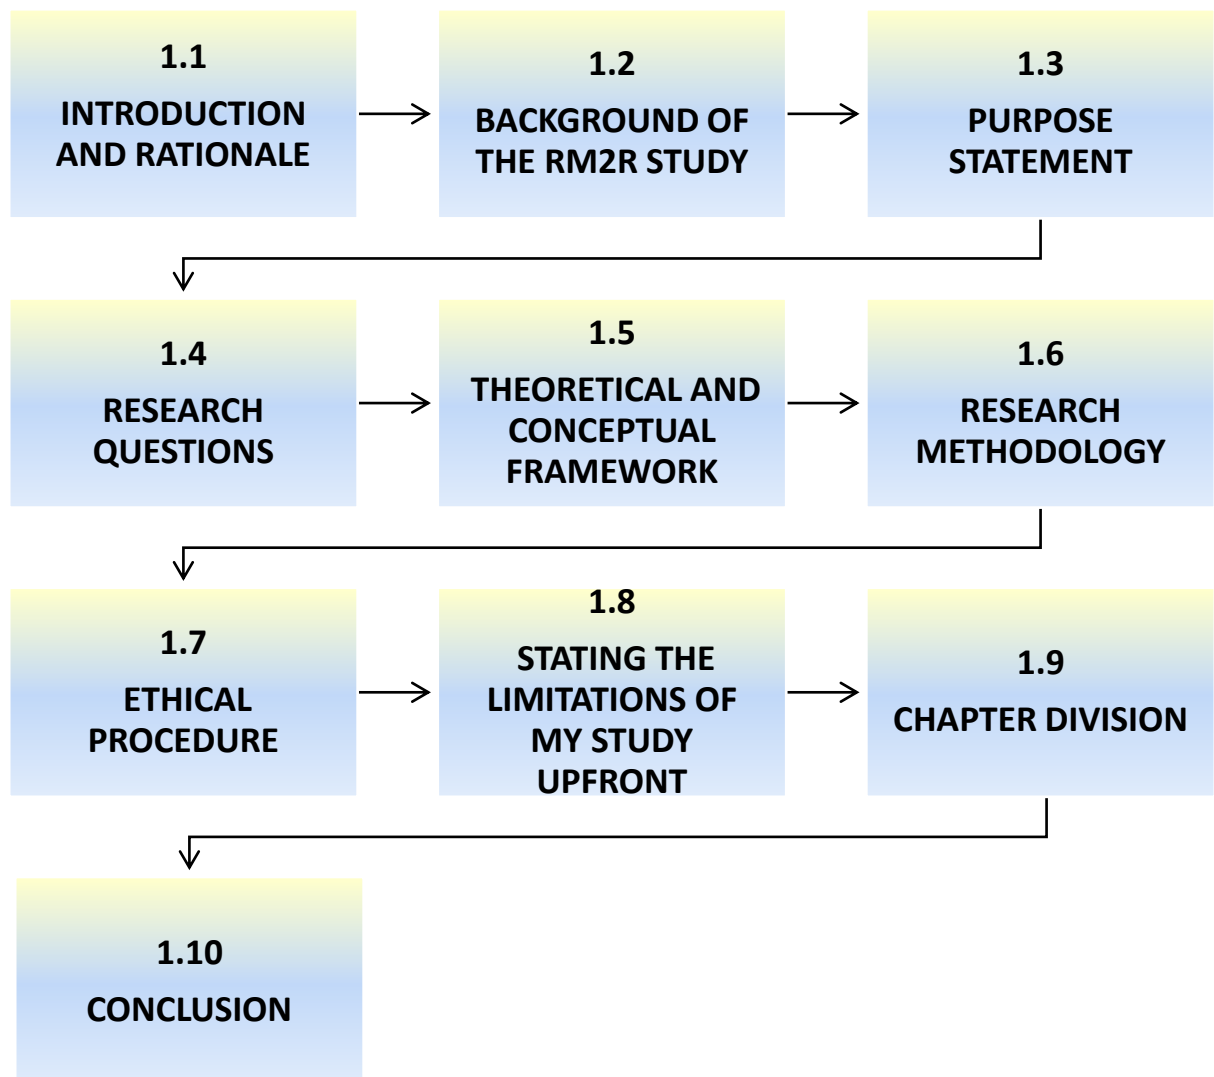 1.1
INTRODUCTION
AND RATIONALE
1.2
BACKGROUND OF
THE RM2R STUDY
1.3
PURPOSE
STATEMENT
1.4
RESEARCH
QUESTIONS
1.5
THEORETICAL AND
CONCEPTUAL
FRAMEWORK
1.6
RESEARCH
METHODOLOGY
1.7
ETHICAL
PROCEDURE
1.8
STATING THE
LIMITATIONS OF
MY STUDY
UPFRONT
1.9
CHAPTER DIVISION
1.10
CONCLUSION